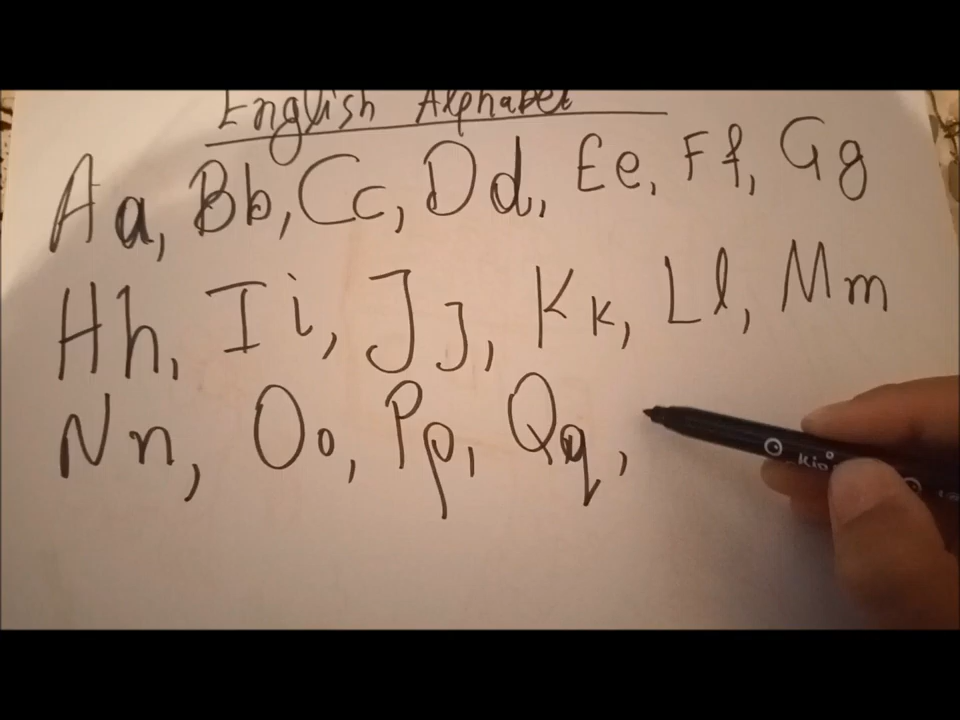 English Alphabet
Aa, Bb, Cc, Dd, Ee, Ff, Gg
Hh, Ii, Jj, Kk, Ll, Mm
Nn, Oo, Pp, Qq,